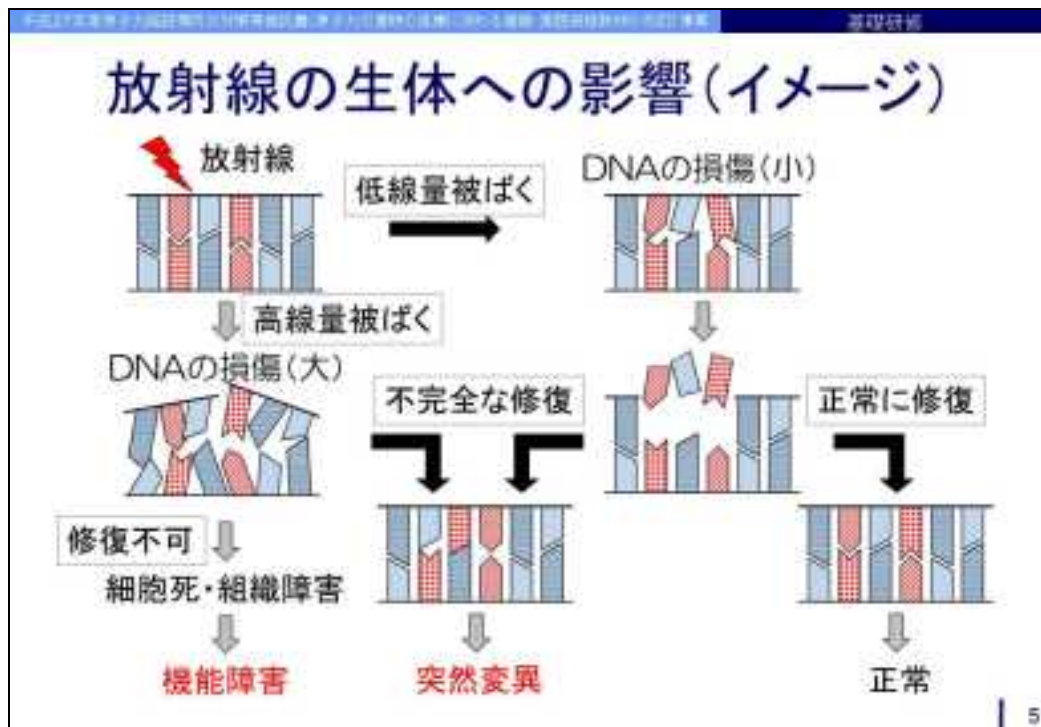 基礎研修
放射線の生体への影響(イメージ)
放射線
低線量被ばく
DNAの損傷(小)
高線量被ばく
DNAの損傷(大)
不完全な修復
正常に修復
修復不可
細胞死・組織障害
機能障害
突然変異
正常
5